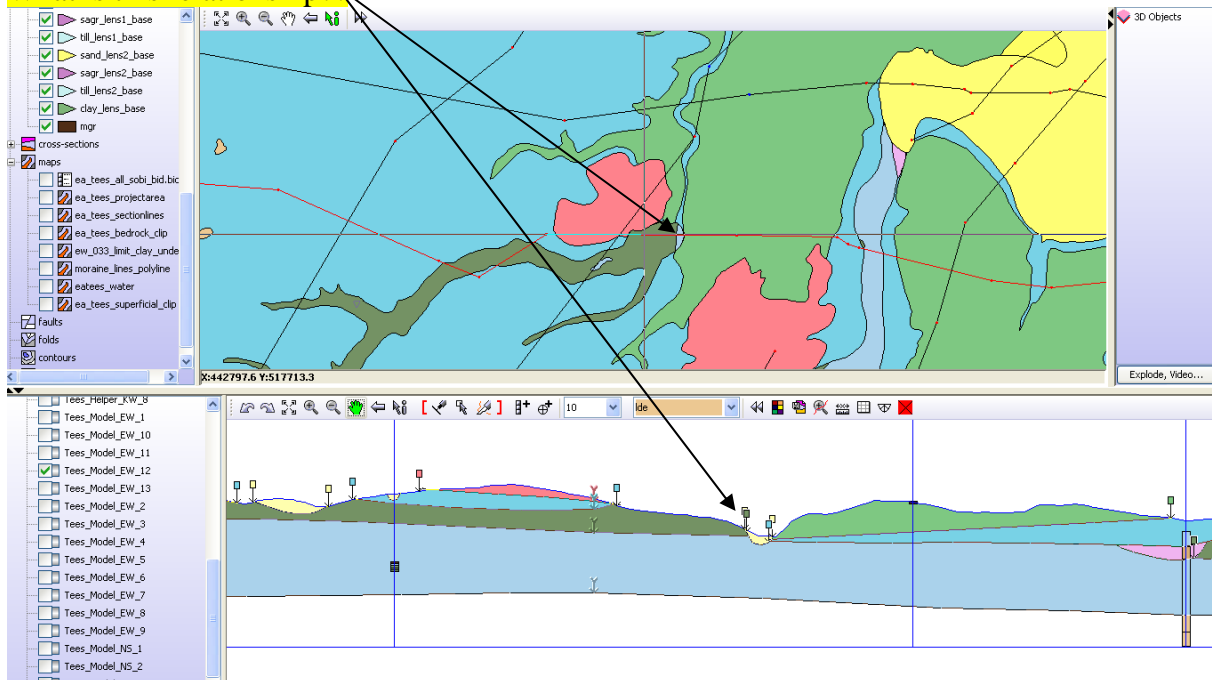 sagr_lens1_base
till_lens1_base
sand_lens2_base
sagr_lens2_base
till_lens2_base
clay_lens_base
mgr
cross-sections
maps
ea_tees_all_sobi_bid.bid
ea_tees_projectarea
ea_tees_sectionlines
ea_tees_bedrock_clip
ew_033_limit_clay_unde
moraine_lines_polyline
eatees_water
ea_tees_superficial_clip
faults
folds
contours
X:442797.6 Y:517713.3
3D Objects
Explode, Video...
Tees_Helper_KW_8
Tees_Model_EW_1
Tees_Model_EW_10
Tees_Model_EW_11
Tees_Model_EW_12
Tees_Model_EW_13
Tees_Model_EW_2
Tees_Model_EW_3
Tees_Model_EW_4
Tees_Model_EW_5
Tees_Model_EW_6
Tees_Model_EW_7
Tees_Model_EW_8
Tees_Model_EW_9
Tees_Model_NS_1
Tees_Model_NS_2
10
lde